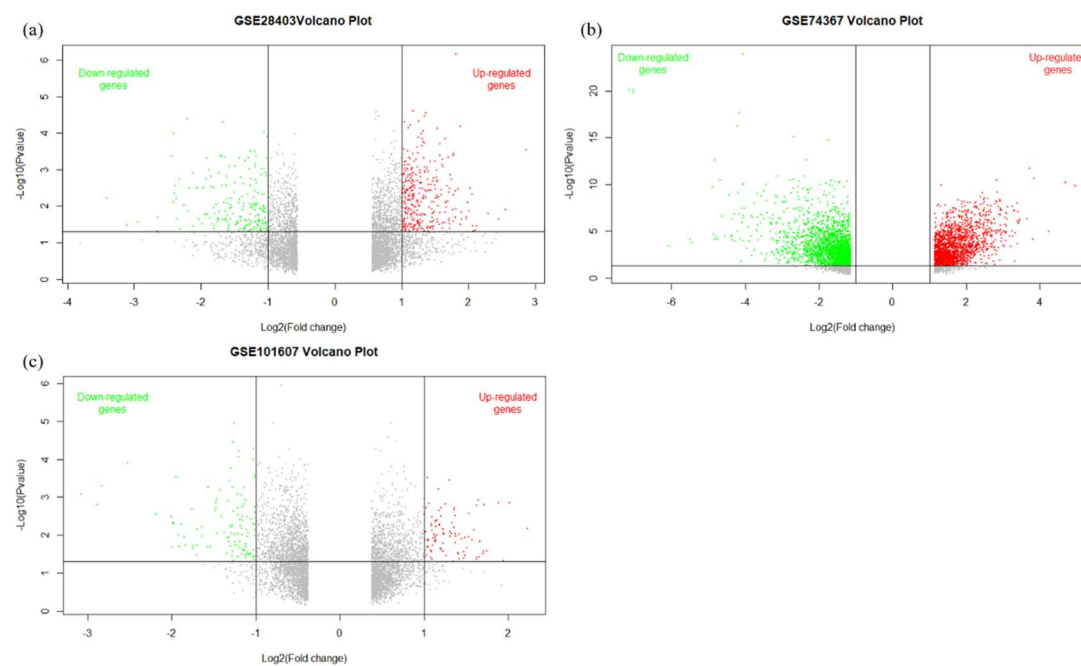 (a)
GSE28403Volcano Plot
Down-regulated
genes
Up-regulated
genes
-Log10(Pvalue)
6
5
4
3
2
1
0
-4 -3 -2 -1 0 1 2 3
Log2(Fold change)
(b)
GSE74367 Volcano Plot
Down-regulated
genes
Up-regulated
genes
-Log10(Pvalue)
20
15
10
5
0
-6 -4 -2 0 2 4
Log2(Fold change)
(c)
GSE101607 Volcano Plot
Down-regulated
genes
Up-regulated
genes
-Log10(Pvalue)
6
5
4
3
2
1
0
-3 -2 -1 0 1 2
Log2(Fold change)